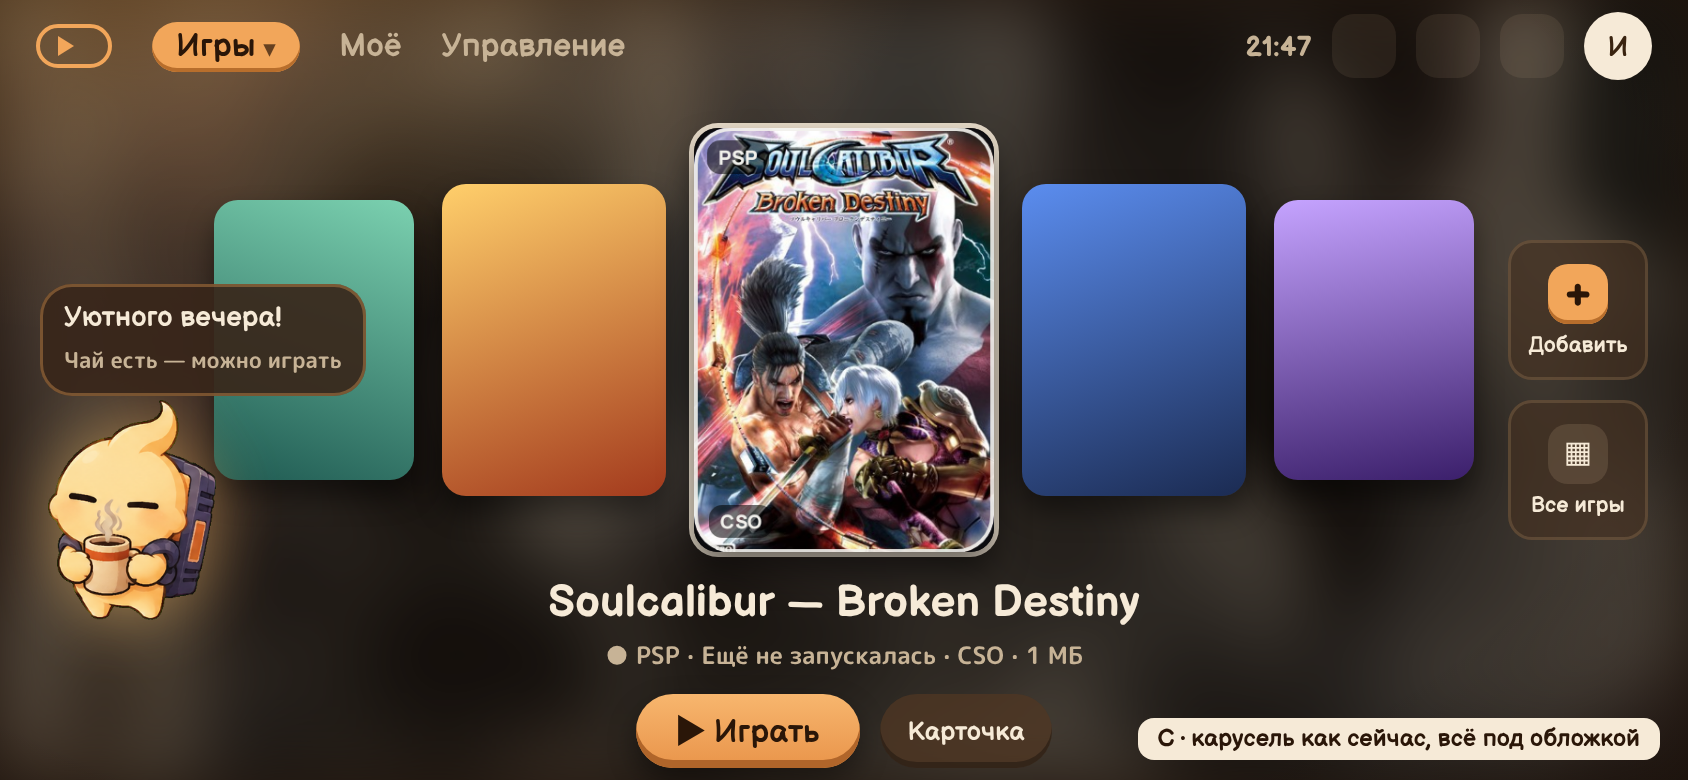 Игры ▾
Моё
Управление
21:47
И
PSP
SOULCALIBUR
Broken Destiny
CSO
Уютного вечера!
Чай есть — можно играть
+
Добавить
Все игры
Soulcalibur — Broken Destiny
PSP · Ещё не запускалась · CSO · 1 МБ
▶ Играть
Карточка
C · карусель как сейчас, всё под обложкой